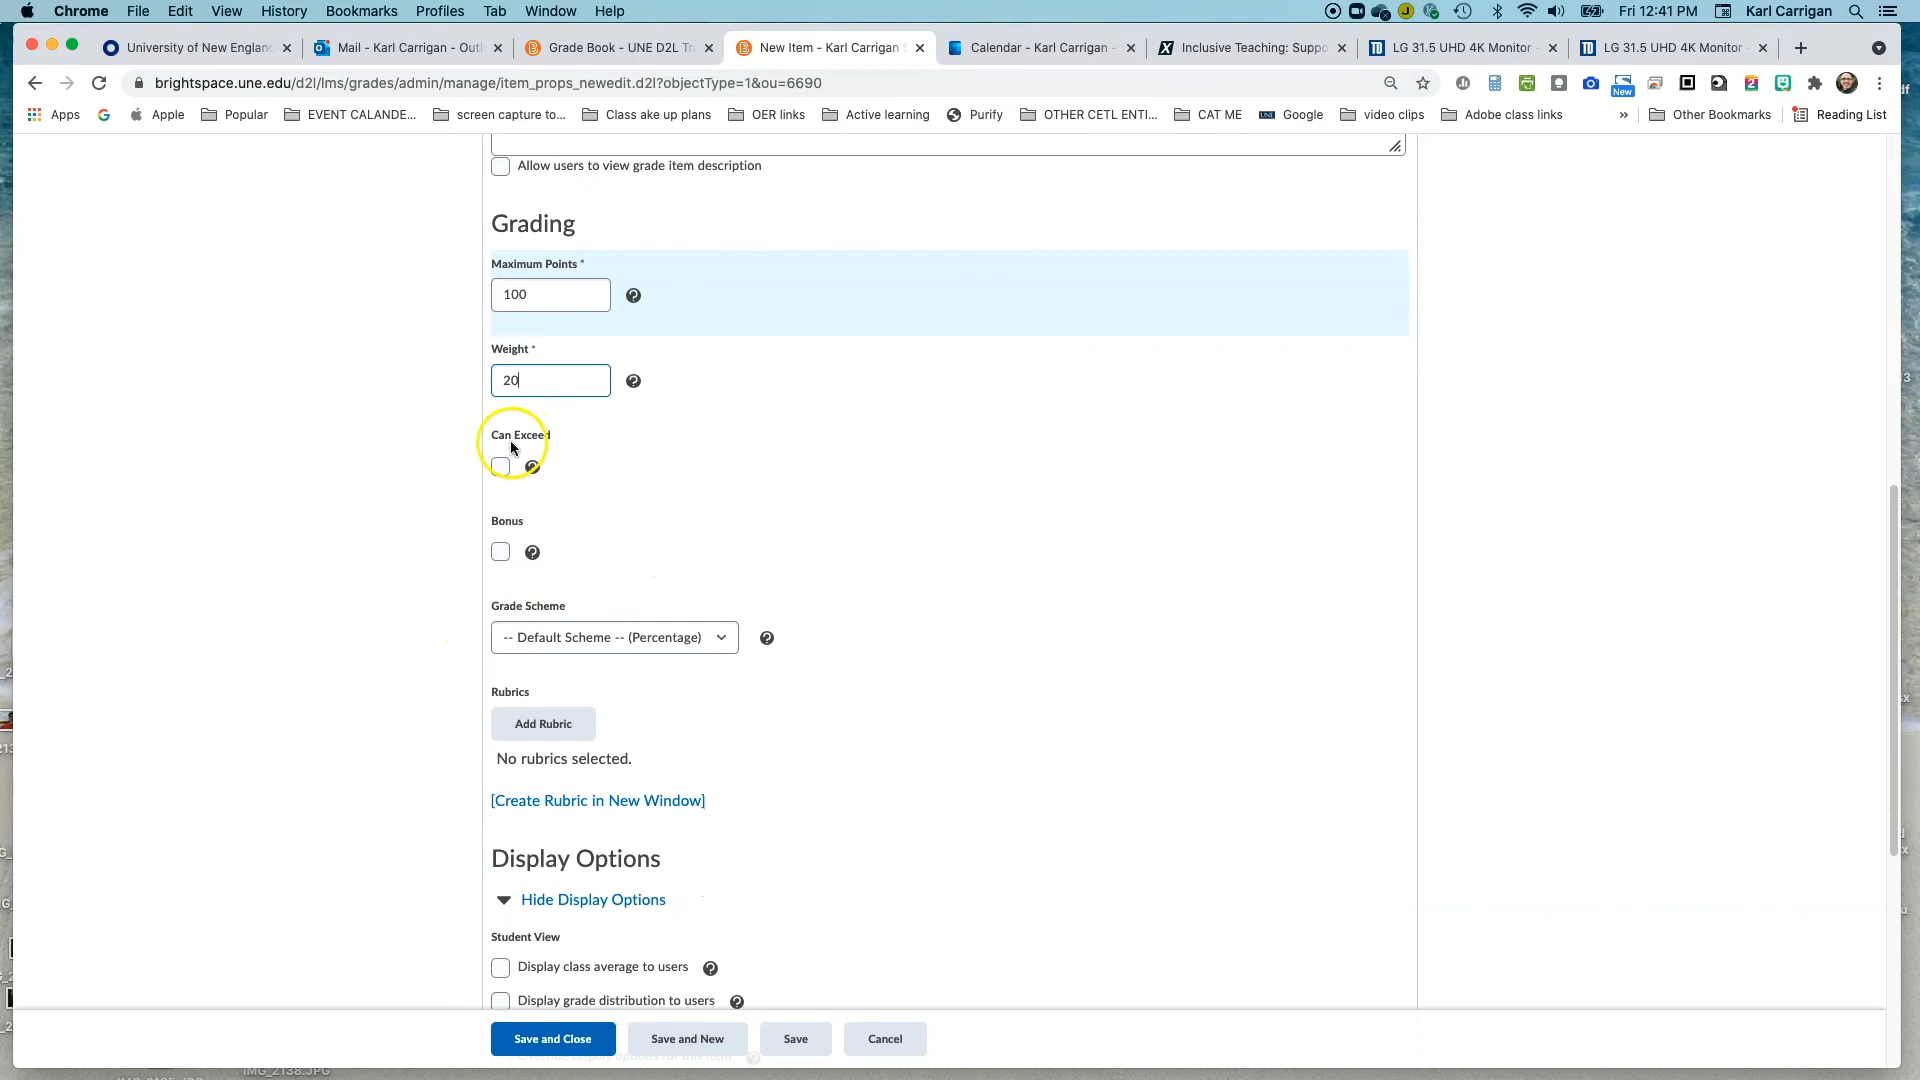 Chrome File Edit View History Bookmarks Profiles Tab Window Help Fri 12:41 PM Karl Carrigan
University of New England Mail - Karl Carrigan - Outl Grade Book - UNE D2L Tr New Item - Karl Carrigan S Calendar - Karl Carrigan - Inclusive Teaching: Suppo LG 31.5 UHD 4K Monitor LG 31.5 UHD 4K Monitor
brightspace.une.edu/d2l/lms/grades/admin/manage/item_props_newedit.d2l?objectType=1&ou=6690 New
Apps Apple Popular EVENT CALANDE... screen capture to... Class ake up plans OER links Active learning Purify OTHER CETL ENTI... CAT ME UNE Google video clips Adobe class links » Other Bookmarks Reading List
Allow users to view grade item description
Grading
Maximum Points *
100
Weight *
20
Can Exceed
Bonus
Grade Scheme
-- Default Scheme -- (Percentage)
Rubrics
Add Rubric
No rubrics selected.
[Create Rubric in New Window]
Display Options
Hide Display Options
Student View
Display class average to users
Display grade distribution to users
Save and Close Save and New Save Cancel
IMG_2138.JPG